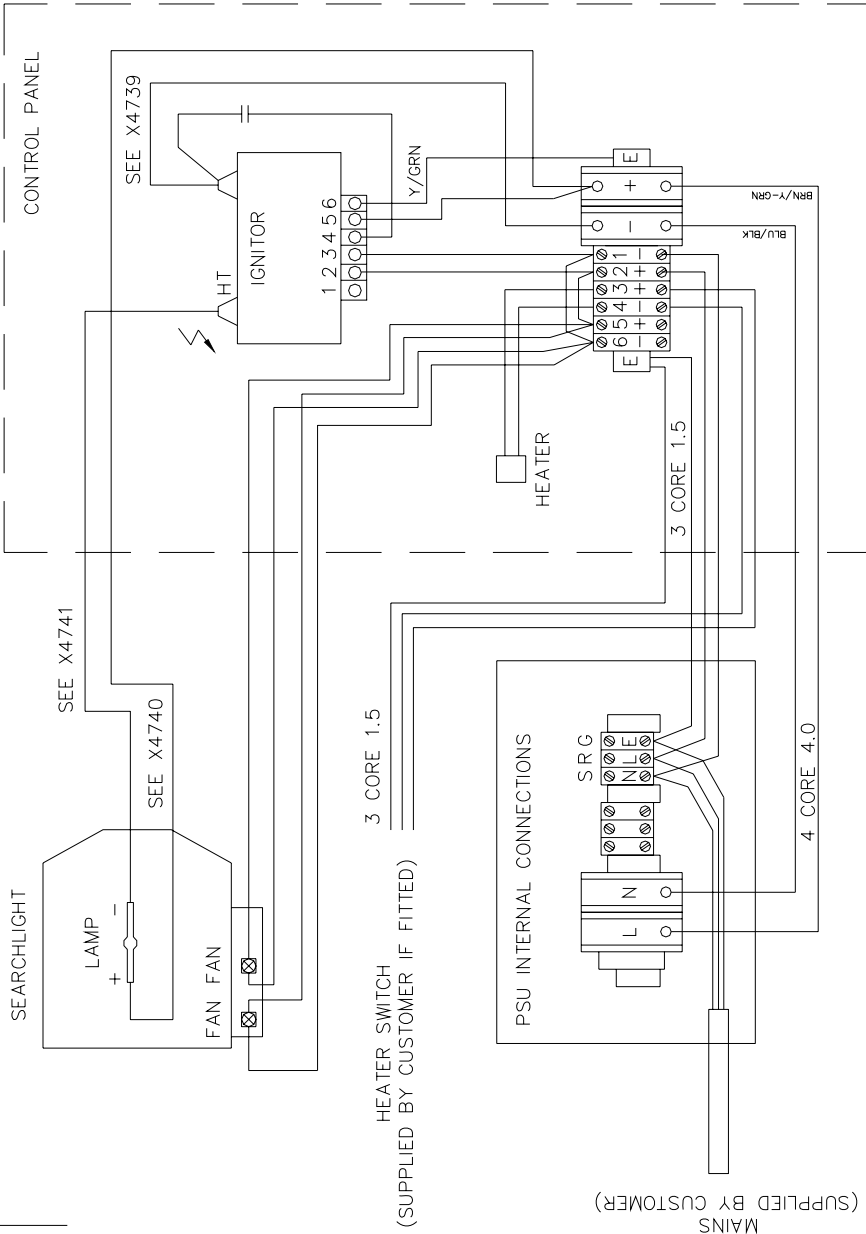 CONTROL PANEL
SEE X4739
HT
IGNITOR
1 2 3 4 5 6
Y/GRN
E
+
-
1 -
2 +
3 +
4 -
5 +
6 -
E
BRN/Y-GRN
BLU/BLK
HEATER
3 CORE 1.5
SEE X4741
SEE X4740
SEARCHLIGHT
LAMP
+ -
FAN FAN
3 CORE 1.5
HEATER SWITCH
(SUPPLIED BY CUSTOMER IF FITTED)
PSU INTERNAL CONNECTIONS
S R G
N L E
L N
4 CORE 4.0
MAINS
(SUPPLIED BY CUSTOMER)